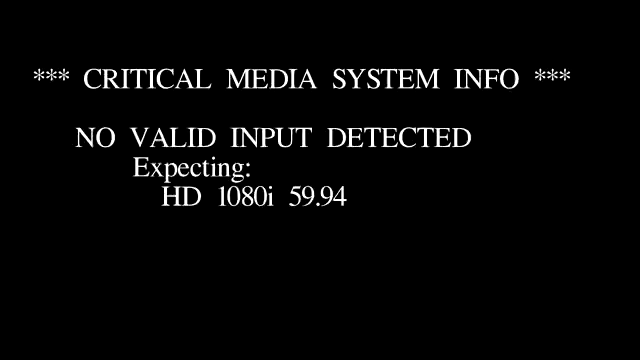 *** CRITICAL MEDIA SYSTEM INFO ***
NO VALID INPUT DETECTED
Expecting:
HD 1080i 59.94